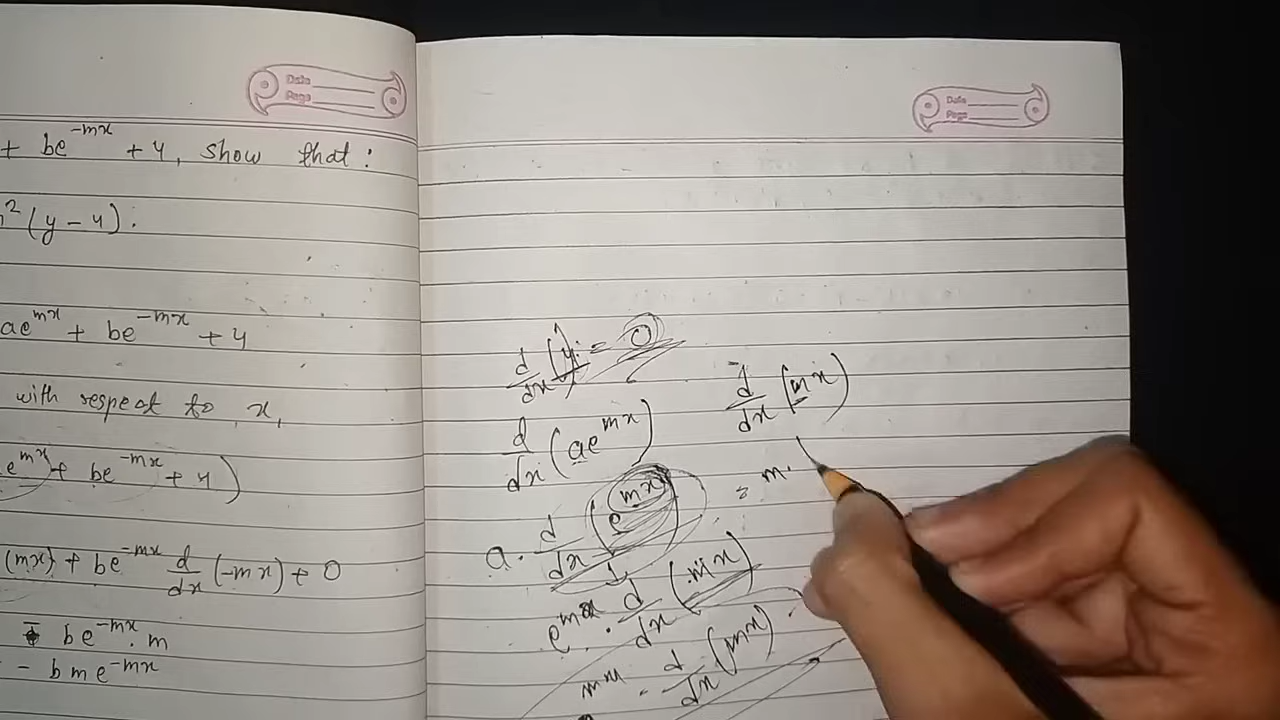 Date
Page
+ be^{-mx} + 4, show that :
^2 (y - 4).
ae^{mx} + be^{-mx} + 4
with respect to x,
e^{mx} + be^{-mx} + 4)
(mx) + be^{-mx} d/dx (-mx) + 0
be^{-mx}. m
- bme^{-mx}
Date
Page
d/dx (4) = 0
d/dx (ae^{mx})
a. d/dx (e^{mx})
e^{mx} . d/dx (mx)
d/dx (mx)
d/dx (mx)
= m.